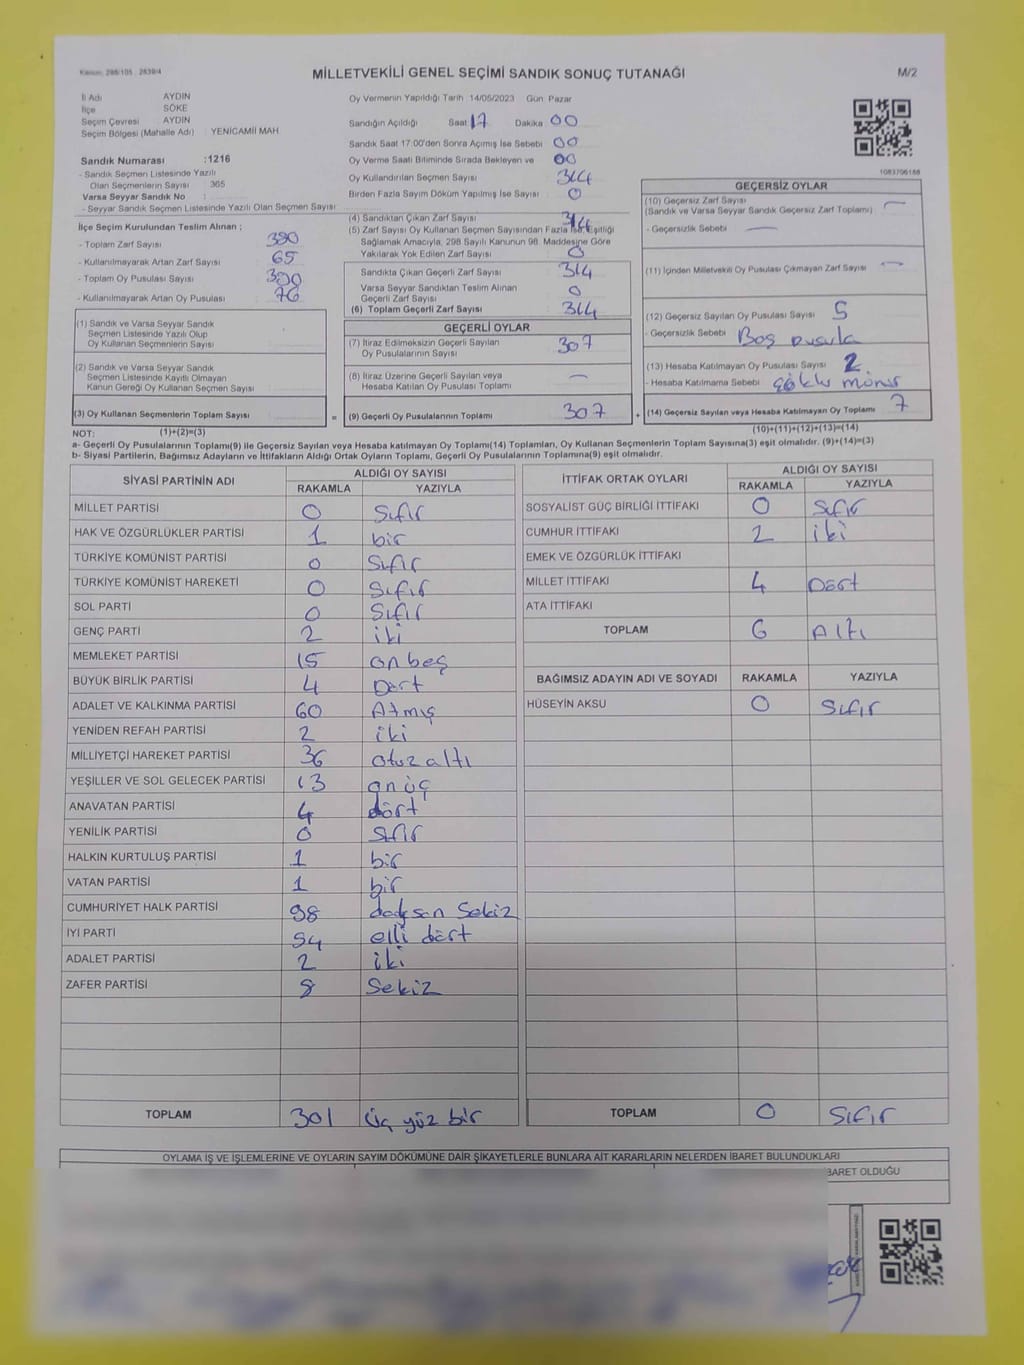 Kanun: 298/105 , 2839/4
MİLLETVEKİLİ GENEL SEÇİMİ SANDIK SONUÇ TUTANAĞI
M/2
İl Adı AYDIN
İlçe SÖKE
Seçim Çevresi AYDIN
Seçim Bölgesi (Mahalle Adı) : YENİCAMİİ MAH
Sandık Numarası :1216
- Sandık Seçmen Listesinde Yazılı
Olan Seçmenlerin Sayısı : 365
Varsa Seyyar Sandık No :
- Seyyar Sandık Seçmen Listesinde Yazılı Olan Seçmen Sayısı :
Oy Vermenin Yapıldığı Tarih 14/05/2023 Gün Pazar
Sandığın Açıldığı Saat 17 Dakika 00
Sandık Saat 17:00'den Sonra Açılmış İse Sebebi 00
Oy Verme Saati Bitiminde Sırada Bekleyen ve 00
Oy Kullandırılan Seçmen Sayısı 314
Birden Fazla Sayım Döküm Yapılmış İse Sayısı 0
1083706188
İlçe Seçim Kurulundan Teslim Alınan ;
- Toplam Zarf Sayısı 380
- Kullanılmayarak Artan Zarf Sayısı 65
- Toplam Oy Pusulası Sayısı
- Kullanılmayarak Artan Oy Pusulası 76
(4) Sandıktan Çıkan Zarf Sayısı 314
(5) Zarf Sayısı Oy Kullanan Seçmen Sayısından Fazla İse, Eşitliği
Sağlamak Amacıyla, 298 Sayılı Kanunun 98. Maddesine Göre
Yakılarak Yok Edilen Zarf Sayısı 0
Sandıkta Çıkan Geçerli Zarf Sayısı 314
Varsa Seyyar Sandıktan Teslim Alınan
Geçerli Zarf Sayısı 0
(6) Toplam Geçerli Zarf Sayısı 314
GEÇERSİZ OYLAR
(10) Geçersiz Zarf Sayısı —
(Sandık ve Varsa Seyyar Sandık Geçersiz Zarf Toplamı)
- Geçersizlik Sebebi —
(11) İçinden Milletvekili Oy Pusulası Çıkmayan Zarf Sayısı —
(12) Geçersiz Sayılan Oy Pusulası Sayısı 5
- Geçersizlik Sebebi Boş pusula
(13) Hesaba Katılmayan Oy Pusulası Sayısı 2
- Hesaba Katılmama Sebebi
(14) Geçersiz Sayılan veya Hesaba Katılmayan Oy Toplamı 7
(10)+(11)+(12)+(13)=(14)
(1) Sandık ve Varsa Seyyar Sandık
Seçmen Listesinde Yazılı Olup
Oy Kullanan Seçmenlerin Sayısı :
(2) Sandık ve Varsa Seyyar Sandık
Seçmen Listesinde Kayıtlı Olmayan
Kanun Gereği Oy Kullanan Seçmen Sayısı :
(3) Oy Kullanan Seçmenlerin Toplam Sayısı :
=
GEÇERLİ OYLAR
(7) İtiraz Edilmeksizin Geçerli Sayılan
Oy Pusulalarının Sayısı 307
(8) İtiraz Üzerine Geçerli Sayılan veya
Hesaba Katılan Oy Pusulası Toplamı —
(9) Geçerli Oy Pusulalarının Toplamı 307
+
NOT: (1)+(2)=(3)
a- Geçerli Oy Pusulalarının Toplamı(9) ile Geçersiz Sayılan veya Hesaba katılmayan Oy Toplamı(14) Toplamları, Oy Kullanan Seçmenlerin Toplam Sayısına(3) eşit olmalıdır. (9)+(14)=(3)
b- Siyasi Partilerin, Bağımsız Adayların ve İttifakların Aldığı Ortak Oyların Toplamı, Geçerli Oy Pusulalarının Toplamına(9) eşit olmalıdır.
SİYASİ PARTİNİN ADI ALDIĞI OY SAYISI
RAKAMLA YAZIYLA
MİLLET PARTİSİ 0 Sıfır
HAK VE ÖZGÜRLÜKLER PARTİSİ 1 bir
TÜRKİYE KOMÜNİST PARTİSİ 0 Sıfır
TÜRKİYE KOMÜNİST HAREKETİ 0 Sıfır
SOL PARTİ 0 Sıfır
GENÇ PARTİ 2 iki
MEMLEKET PARTİSİ 15 onbeş
BÜYÜK BİRLİK PARTİSİ 4 Dört
ADALET VE KALKINMA PARTİSİ 60 Atmış
YENİDEN REFAH PARTİSİ 2 iki
MİLLİYETÇİ HAREKET PARTİSİ 36 otuz altı
YEŞİLLER VE SOL GELECEK PARTİSİ 13 onüç
ANAVATAN PARTİSİ 4 dört
YENİLİK PARTİSİ 0 sıfır
HALKIN KURTULUŞ PARTİSİ 1 bir
VATAN PARTİSİ 1 bir
CUMHURİYET HALK PARTİSİ 98 doksan Sekiz
İYİ PARTİ 54 elli dört
ADALET PARTİSİ 2 iki
ZAFER PARTİSİ 8 Sekiz
TOPLAM 301 üç yüz bir
İTTİFAK ORTAK OYLARI ALDIĞI OY SAYISI
RAKAMLA YAZIYLA
SOSYALİST GÜÇ BİRLİĞİ İTTİFAKI 0 Sıfır
CUMHUR İTTİFAKI 2 iki
EMEK VE ÖZGÜRLÜK İTTİFAKI
MİLLET İTTİFAKI 4 Dört
ATA İTTİFAKI
TOPLAM 6 Altı
BAĞIMSIZ ADAYIN ADI VE SOYADI RAKAMLA YAZIYLA
HÜSEYİN AKSU 0 Sıfır
TOPLAM 0 Sıfır
OYLAMA İŞ VE İŞLEMLERİNE VE OYLARIN SAYIM DÖKÜMÜNE DAİR ŞİKAYETLERLE BUNLARA AİT KARARLARIN NELERDEN İBARET BULUNDUKLARI
BARET OLDUĞU